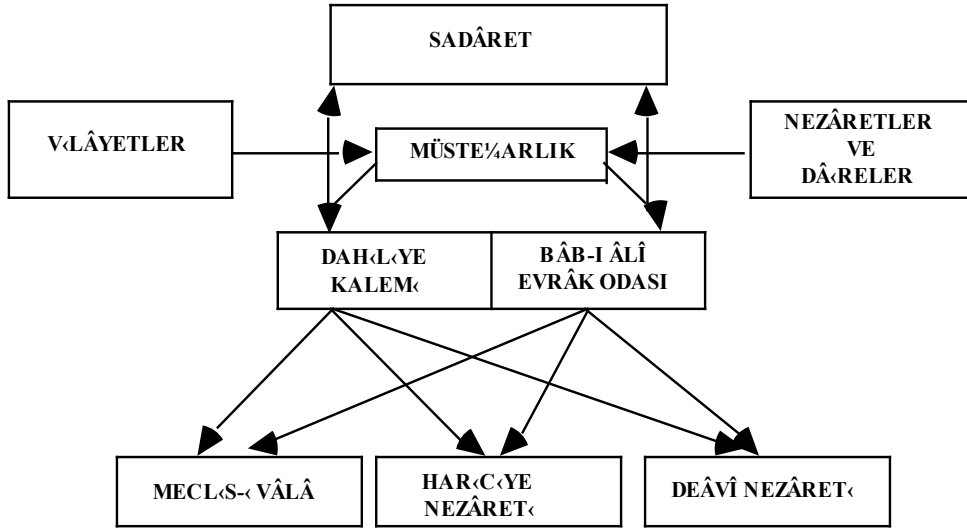 SADÂRET
V‹LÂYETLER
MÜSTE¼ARLIK
NEZÂRETLER
VE
DÂ‹RELER
DAH‹L‹YE
KALEM‹
BÂB-I ÂLÎ
EVRÂK ODASI
MECL‹S-‹ VÂLÂ
HAR‹C‹YE
NEZÂRET‹
DEÂVÎ NEZÂRET‹